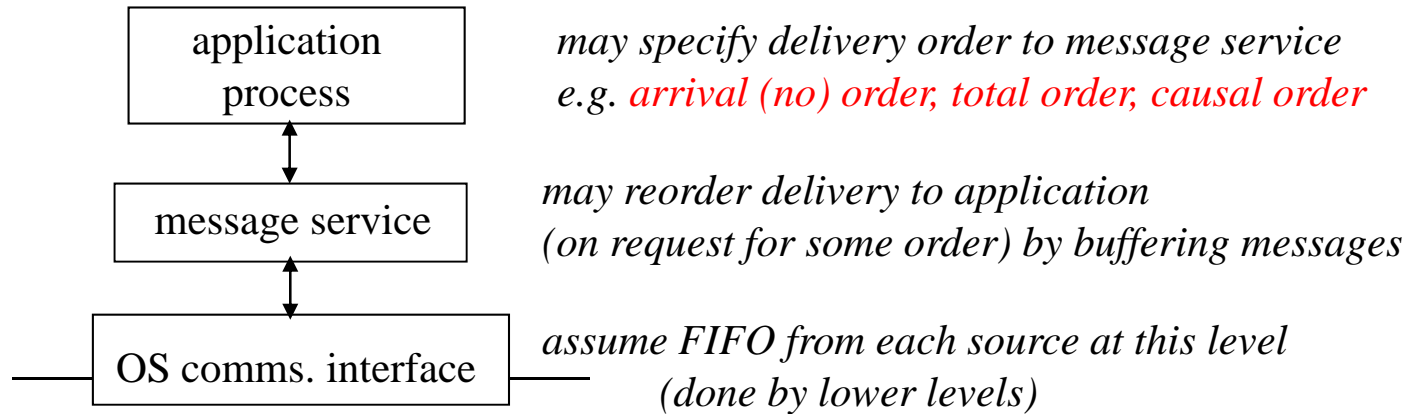 application
process
may specify delivery order to message service
e.g. arrival (no) order, total order, causal order
message service
may reorder delivery to application
(on request for some order) by buffering messages
OS comms. interface
assume FIFO from each source at this level
(done by lower levels)